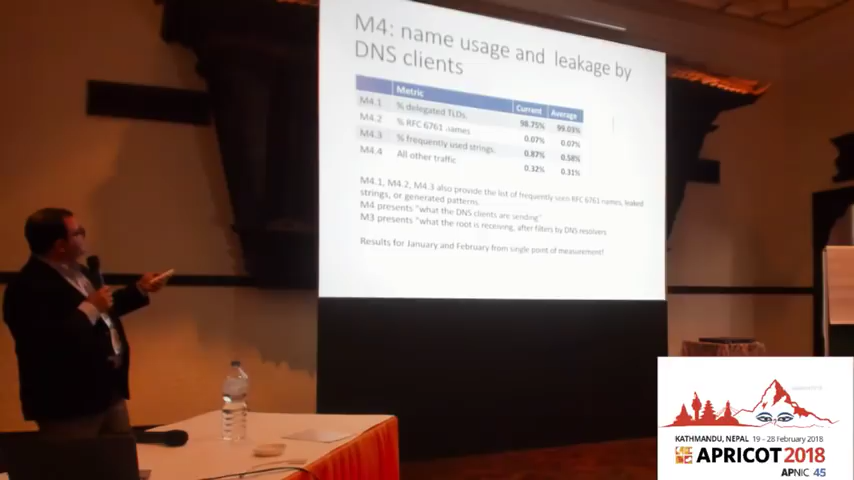 M4: name usage and leakage by
DNS clients
Metric Current Average
M4.1 % delegated TLDs. 98.75% 99.03%
M4.2 % RFC 6761 names 0.07% 0.07%
M4.3 % frequently used strings. 0.87% 0.58%
M4.4 All other traffic 0.32% 0.31%
M4.1, M4.2, M4.3 also provide the list of frequently seen RFC 6761 names, leaked
strings, or generated patterns.
M4 presents "what the DNS clients are sending"
M3 presents "what the root is receiving, after filters by DNS resolvers
Results for January and February from single point of measurement!
KATHMANDU, NEPAL 19 - 28 February 2018
APRICOT 2018
APNIC 45